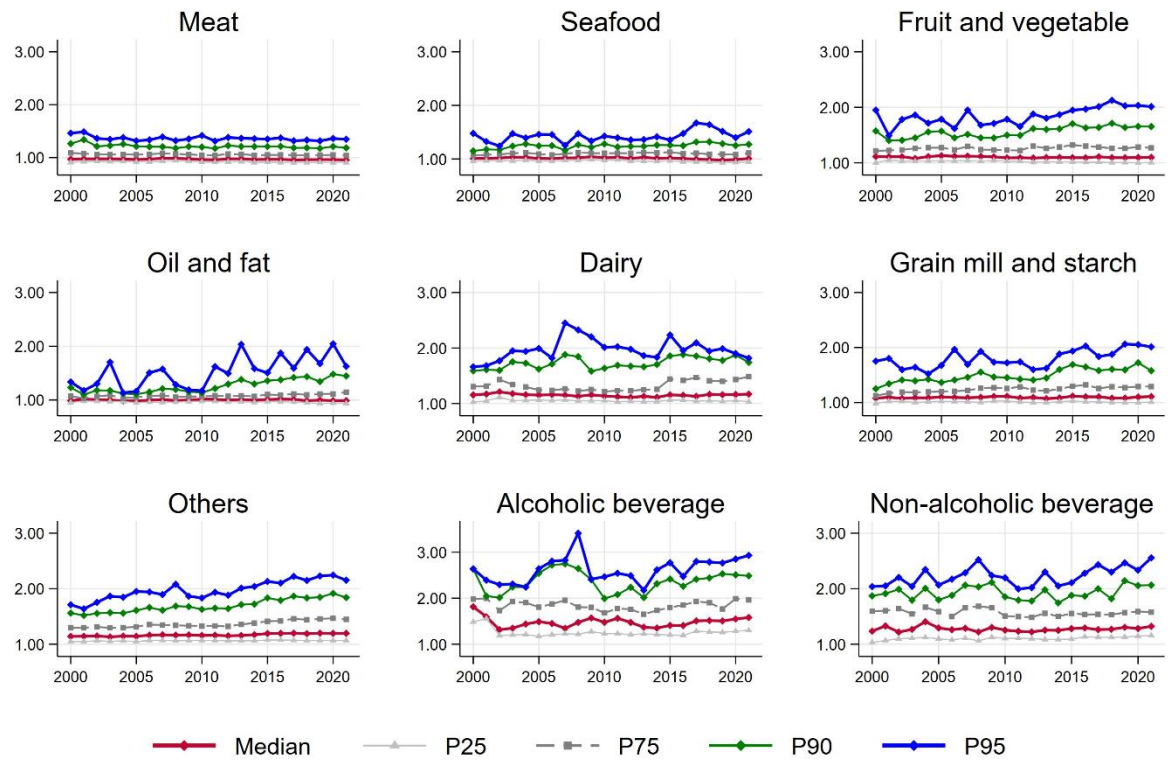 Meat
Seafood
Fruit and vegetable
3.00
2.00
1.00
2000 2005 2010 2015 2020
3.00
2.00
1.00
2000 2005 2010 2015 2020
3.00
2.00
1.00
2000 2005 2010 2015 2020
Oil and fat
Dairy
Grain mill and starch
3.00
2.00
1.00
2000 2005 2010 2015 2020
3.00
2.00
1.00
2000 2005 2010 2015 2020
3.00
2.00
1.00
2000 2005 2010 2015 2020
Others
Alcoholic beverage
Non-alcoholic beverage
3.00
2.00
1.00
2000 2005 2010 2015 2020
3.00
2.00
1.00
2000 2005 2010 2015 2020
3.00
2.00
1.00
2000 2005 2010 2015 2020
Median P25 P75 P90 P95